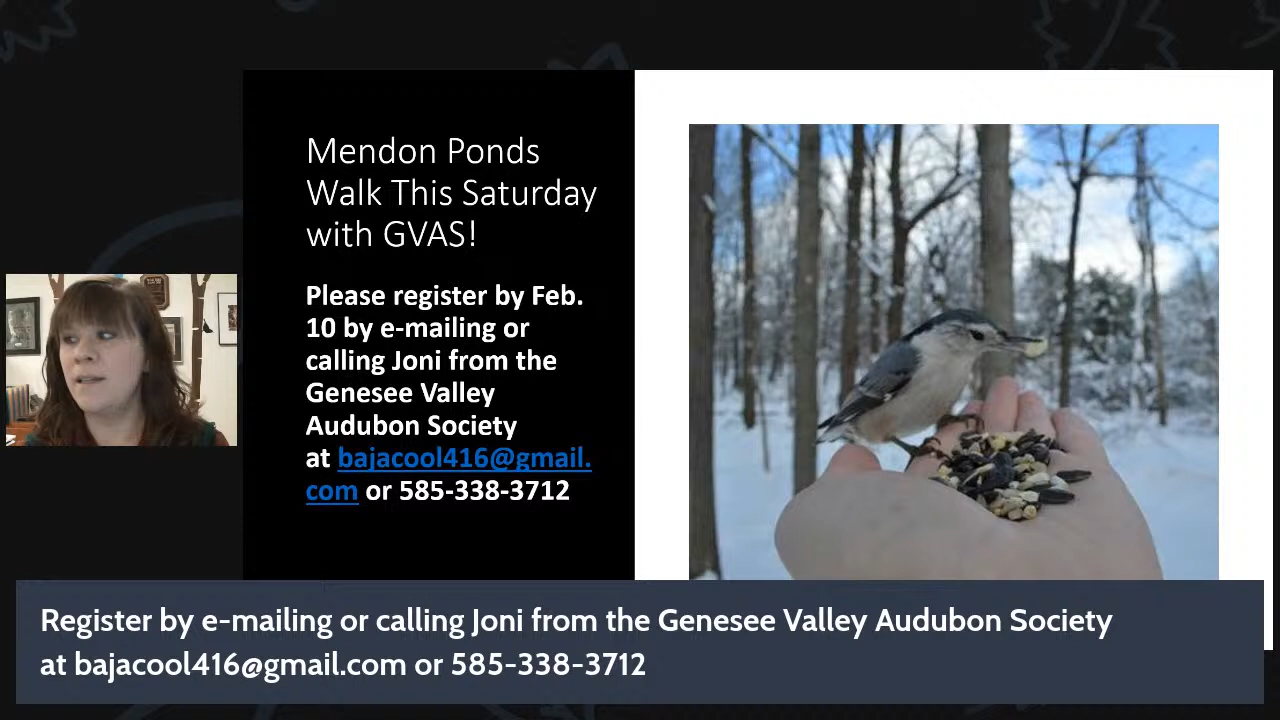 Mendon Ponds
Walk This Saturday
with GVAS!
Please register by Feb.
10 by e-mailing or
calling Joni from the
Genesee Valley
Audubon Society
at bajacool416@gmail.
com or 585-338-3712
Register by e-mailing or calling Joni from the Genesee Valley Audubon Society
at bajacool416@gmail.com or 585-338-3712